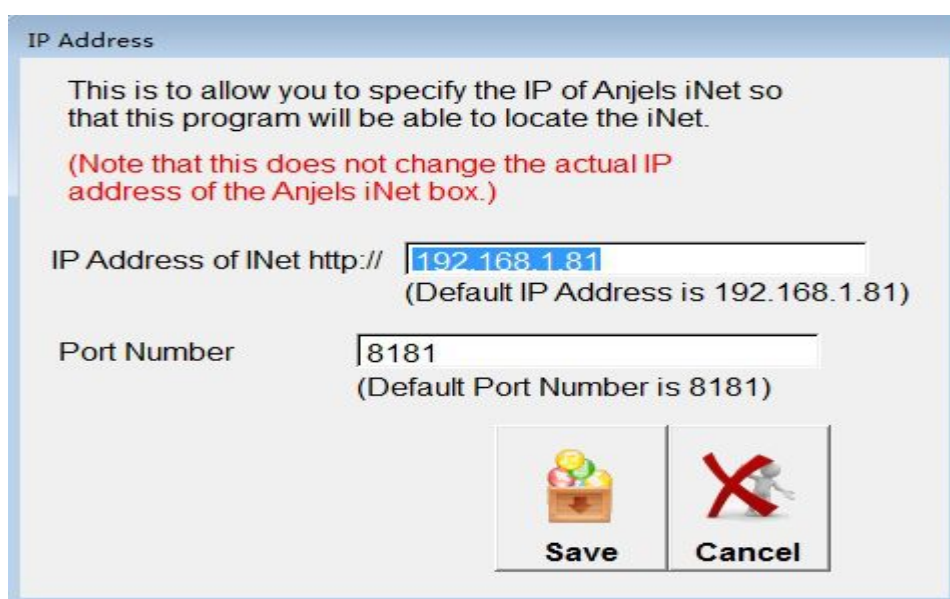 IP Address
This is to allow you to specify the IP of Anjels iNet so
that this program will be able to locate the iNet.
(Note that this does not change the actual IP
address of the Anjels iNet box.)
IP Address of INet http:// 192.168.1.81
(Default IP Address is 192.168.1.81)
Port Number 8181
(Default Port Number is 8181)
Save Cancel